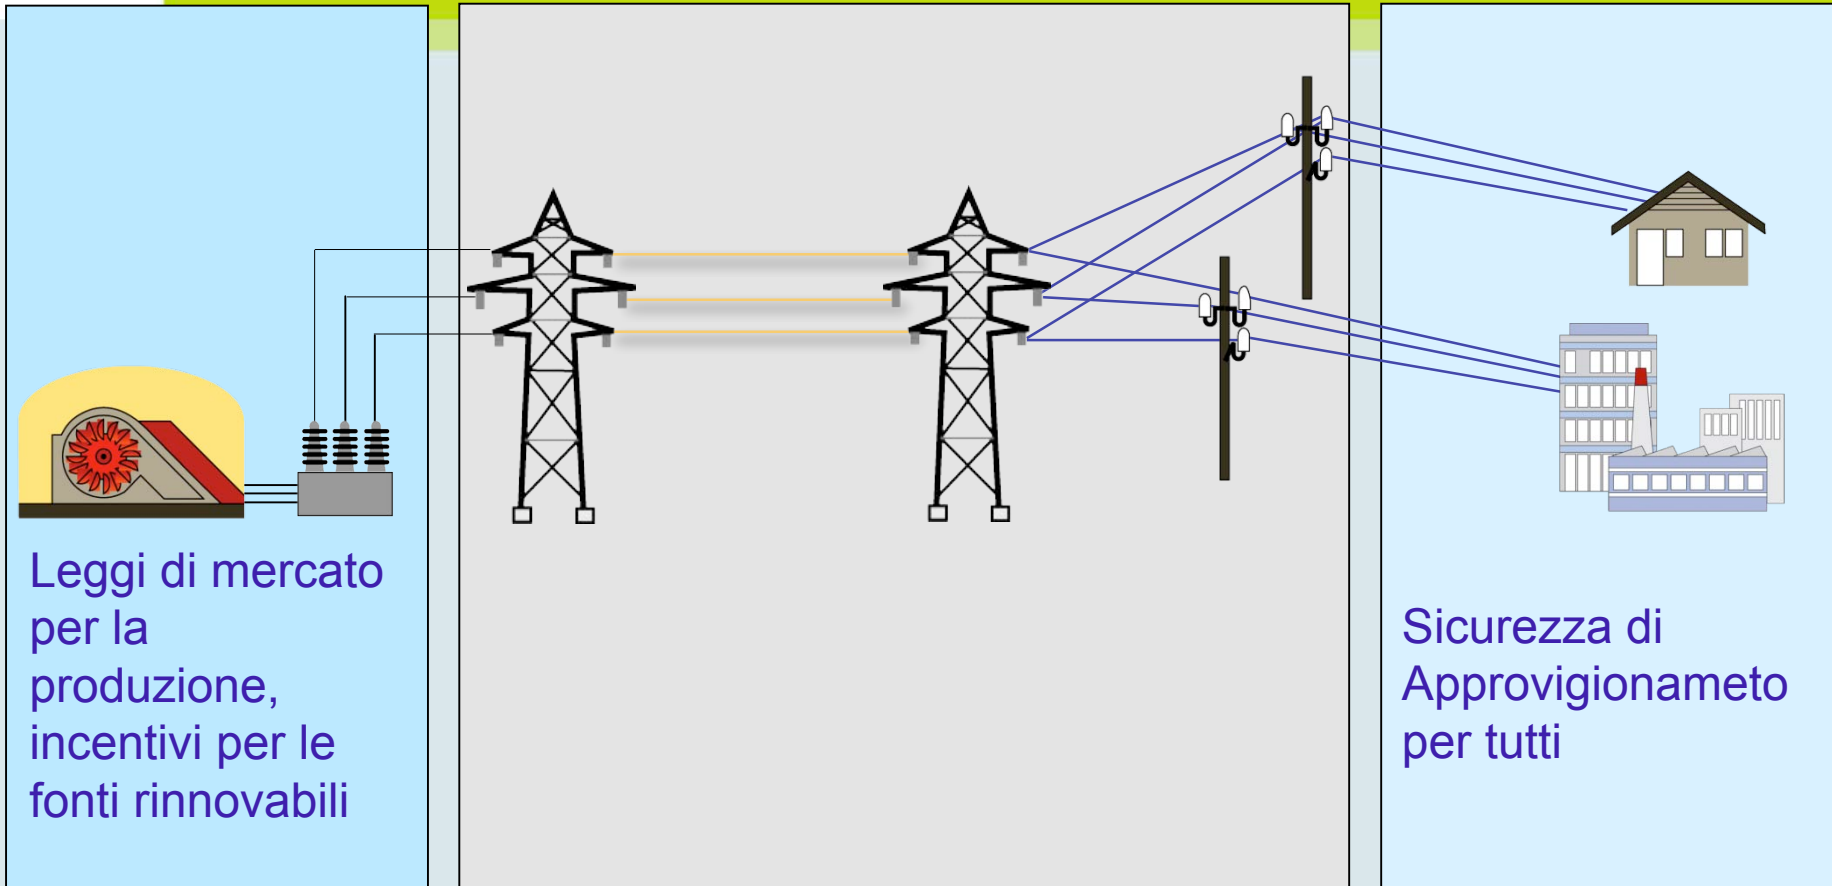 Leggi di mercato
per la
produzione,
incentivi per le
fonti rinnovabili
Sicurezza di
Approvigionameto
per tutti